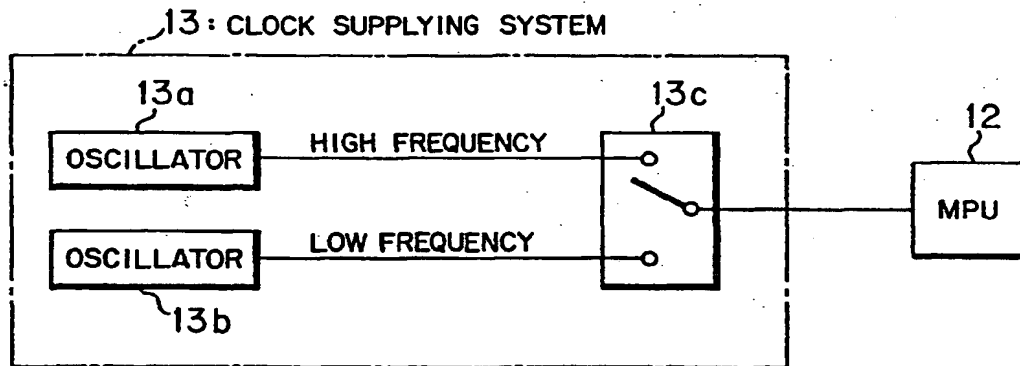 13: CLOCK SUPPLYING SYSTEM
13a
13c
12
OSCILLATOR
HIGH FREQUENCY
MPU
OSCILLATOR
LOW FREQUENCY
13b